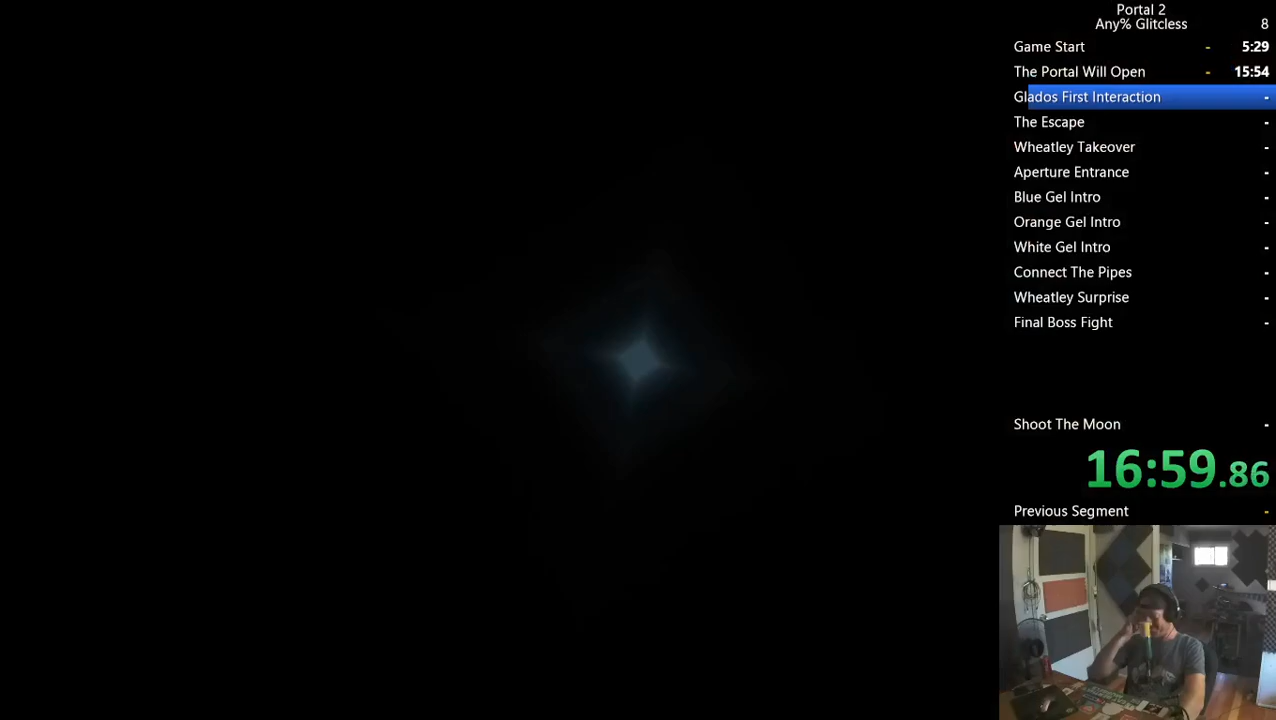 Portal 2
Any% Glitchless 8
Game Start - 5:29
The Portal Will Open - 15:54
Glados First Interaction -
The Escape -
Wheatley Takeover -
Aperture Entrance -
Blue Gel Intro -
Orange Gel Intro -
White Gel Intro -
Connect The Pipes -
Wheatley Surprise -
Final Boss Fight -
Shoot The Moon -
16:59.86
Previous Segment -